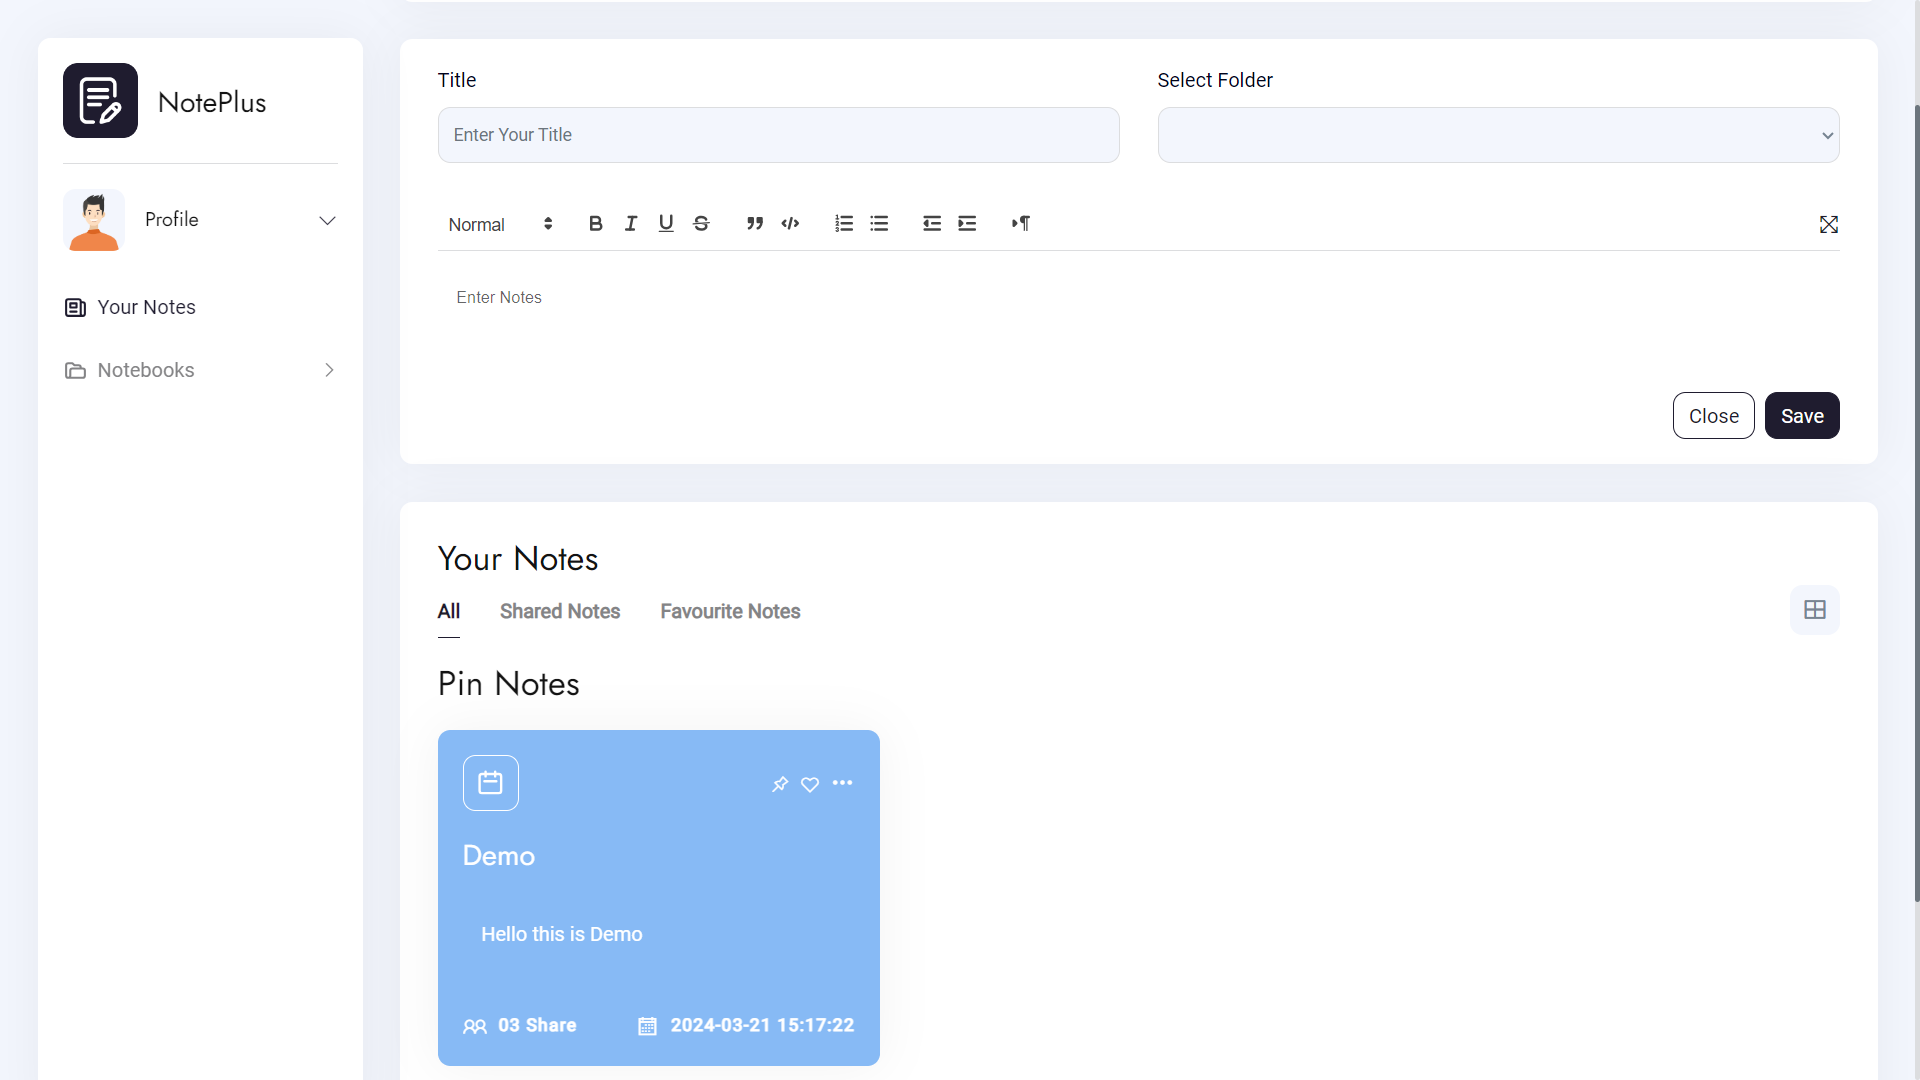 NotePlus
Profile
Your Notes
Notebooks
Title
Select Folder
Enter Your Title
Normal
Enter Notes
Close
Save
Your Notes
All
Shared Notes
Favourite Notes
Pin Notes
Demo
Hello this is Demo
03 Share
2024-03-21 15:17:22